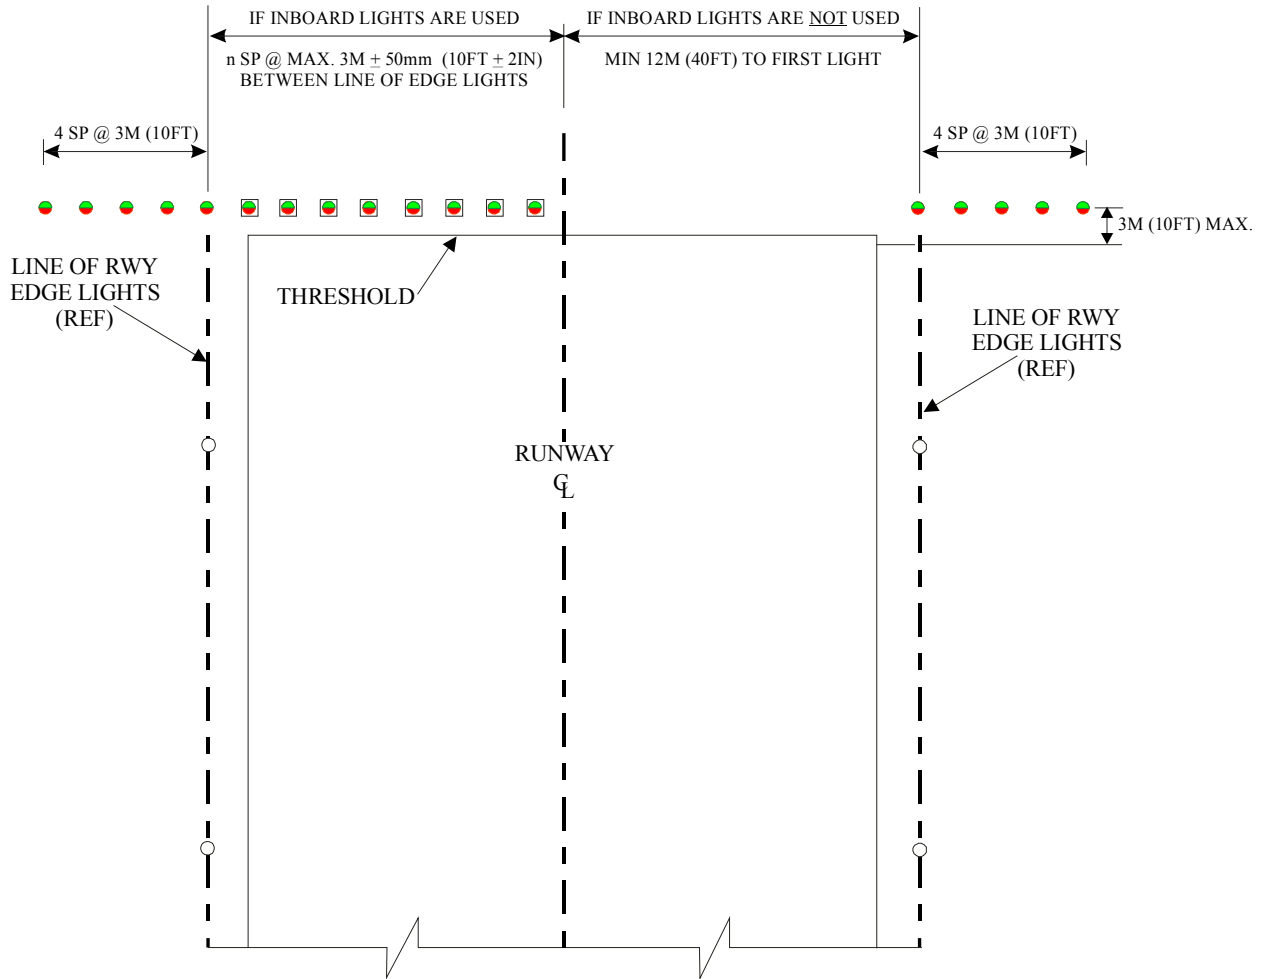 IF INBOARD LIGHTS ARE USED
n SP @ MAX. 3M ± 50mm (10FT ± 2IN)
BETWEEN LINE OF EDGE LIGHTS
IF INBOARD LIGHTS ARE NOT USED
MIN 12M (40FT) TO FIRST LIGHT
4 SP @ 3M (10FT)
4 SP @ 3M (10FT)
3M (10FT) MAX.
LINE OF RWY
EDGE LIGHTS
(REF)
THRESHOLD
LINE OF RWY
EDGE LIGHTS
(REF)
RUNWAY
CL